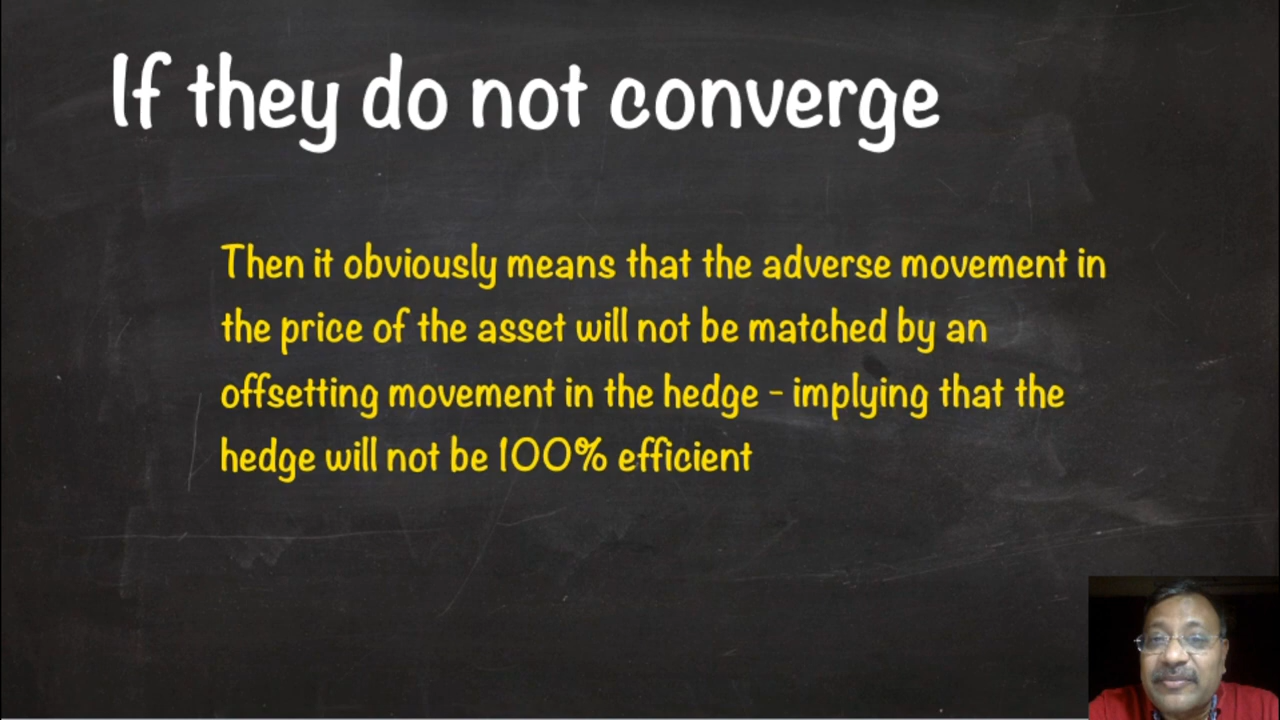 If they do not converge
Then it obviously means that the adverse movement in
the price of the asset will not be matched by an
offsetting movement in the hedge - implying that the
hedge will not be 100% efficient